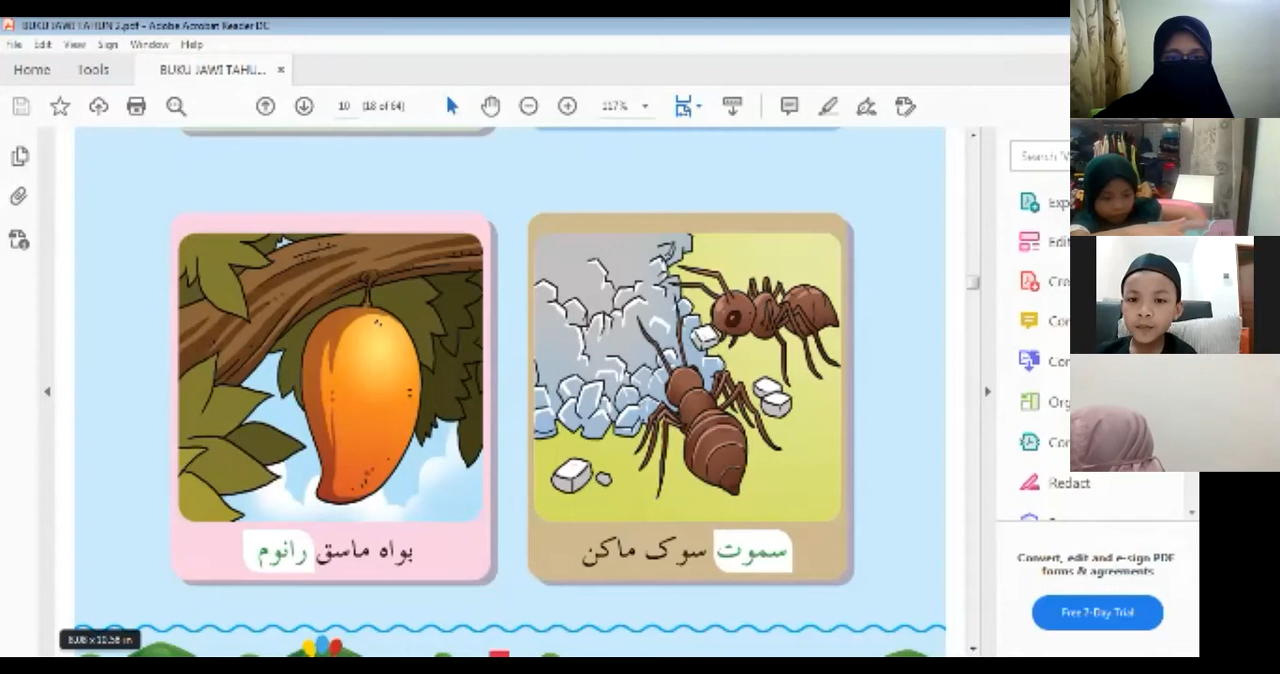 BUKU JAWI TAHUN 2.pdf - Adobe Acrobat Reader DC
File Edit View Sign Window Help
Home Tools BUKU JAWI TAHU... ×
10 (18 of 64) 117%
Search
Edit
Redact
بواه ماسق رانوم
سموت سوک ماکن
Convert, edit and e-sign PDF
forms & agreements
Free 7-Day Trial